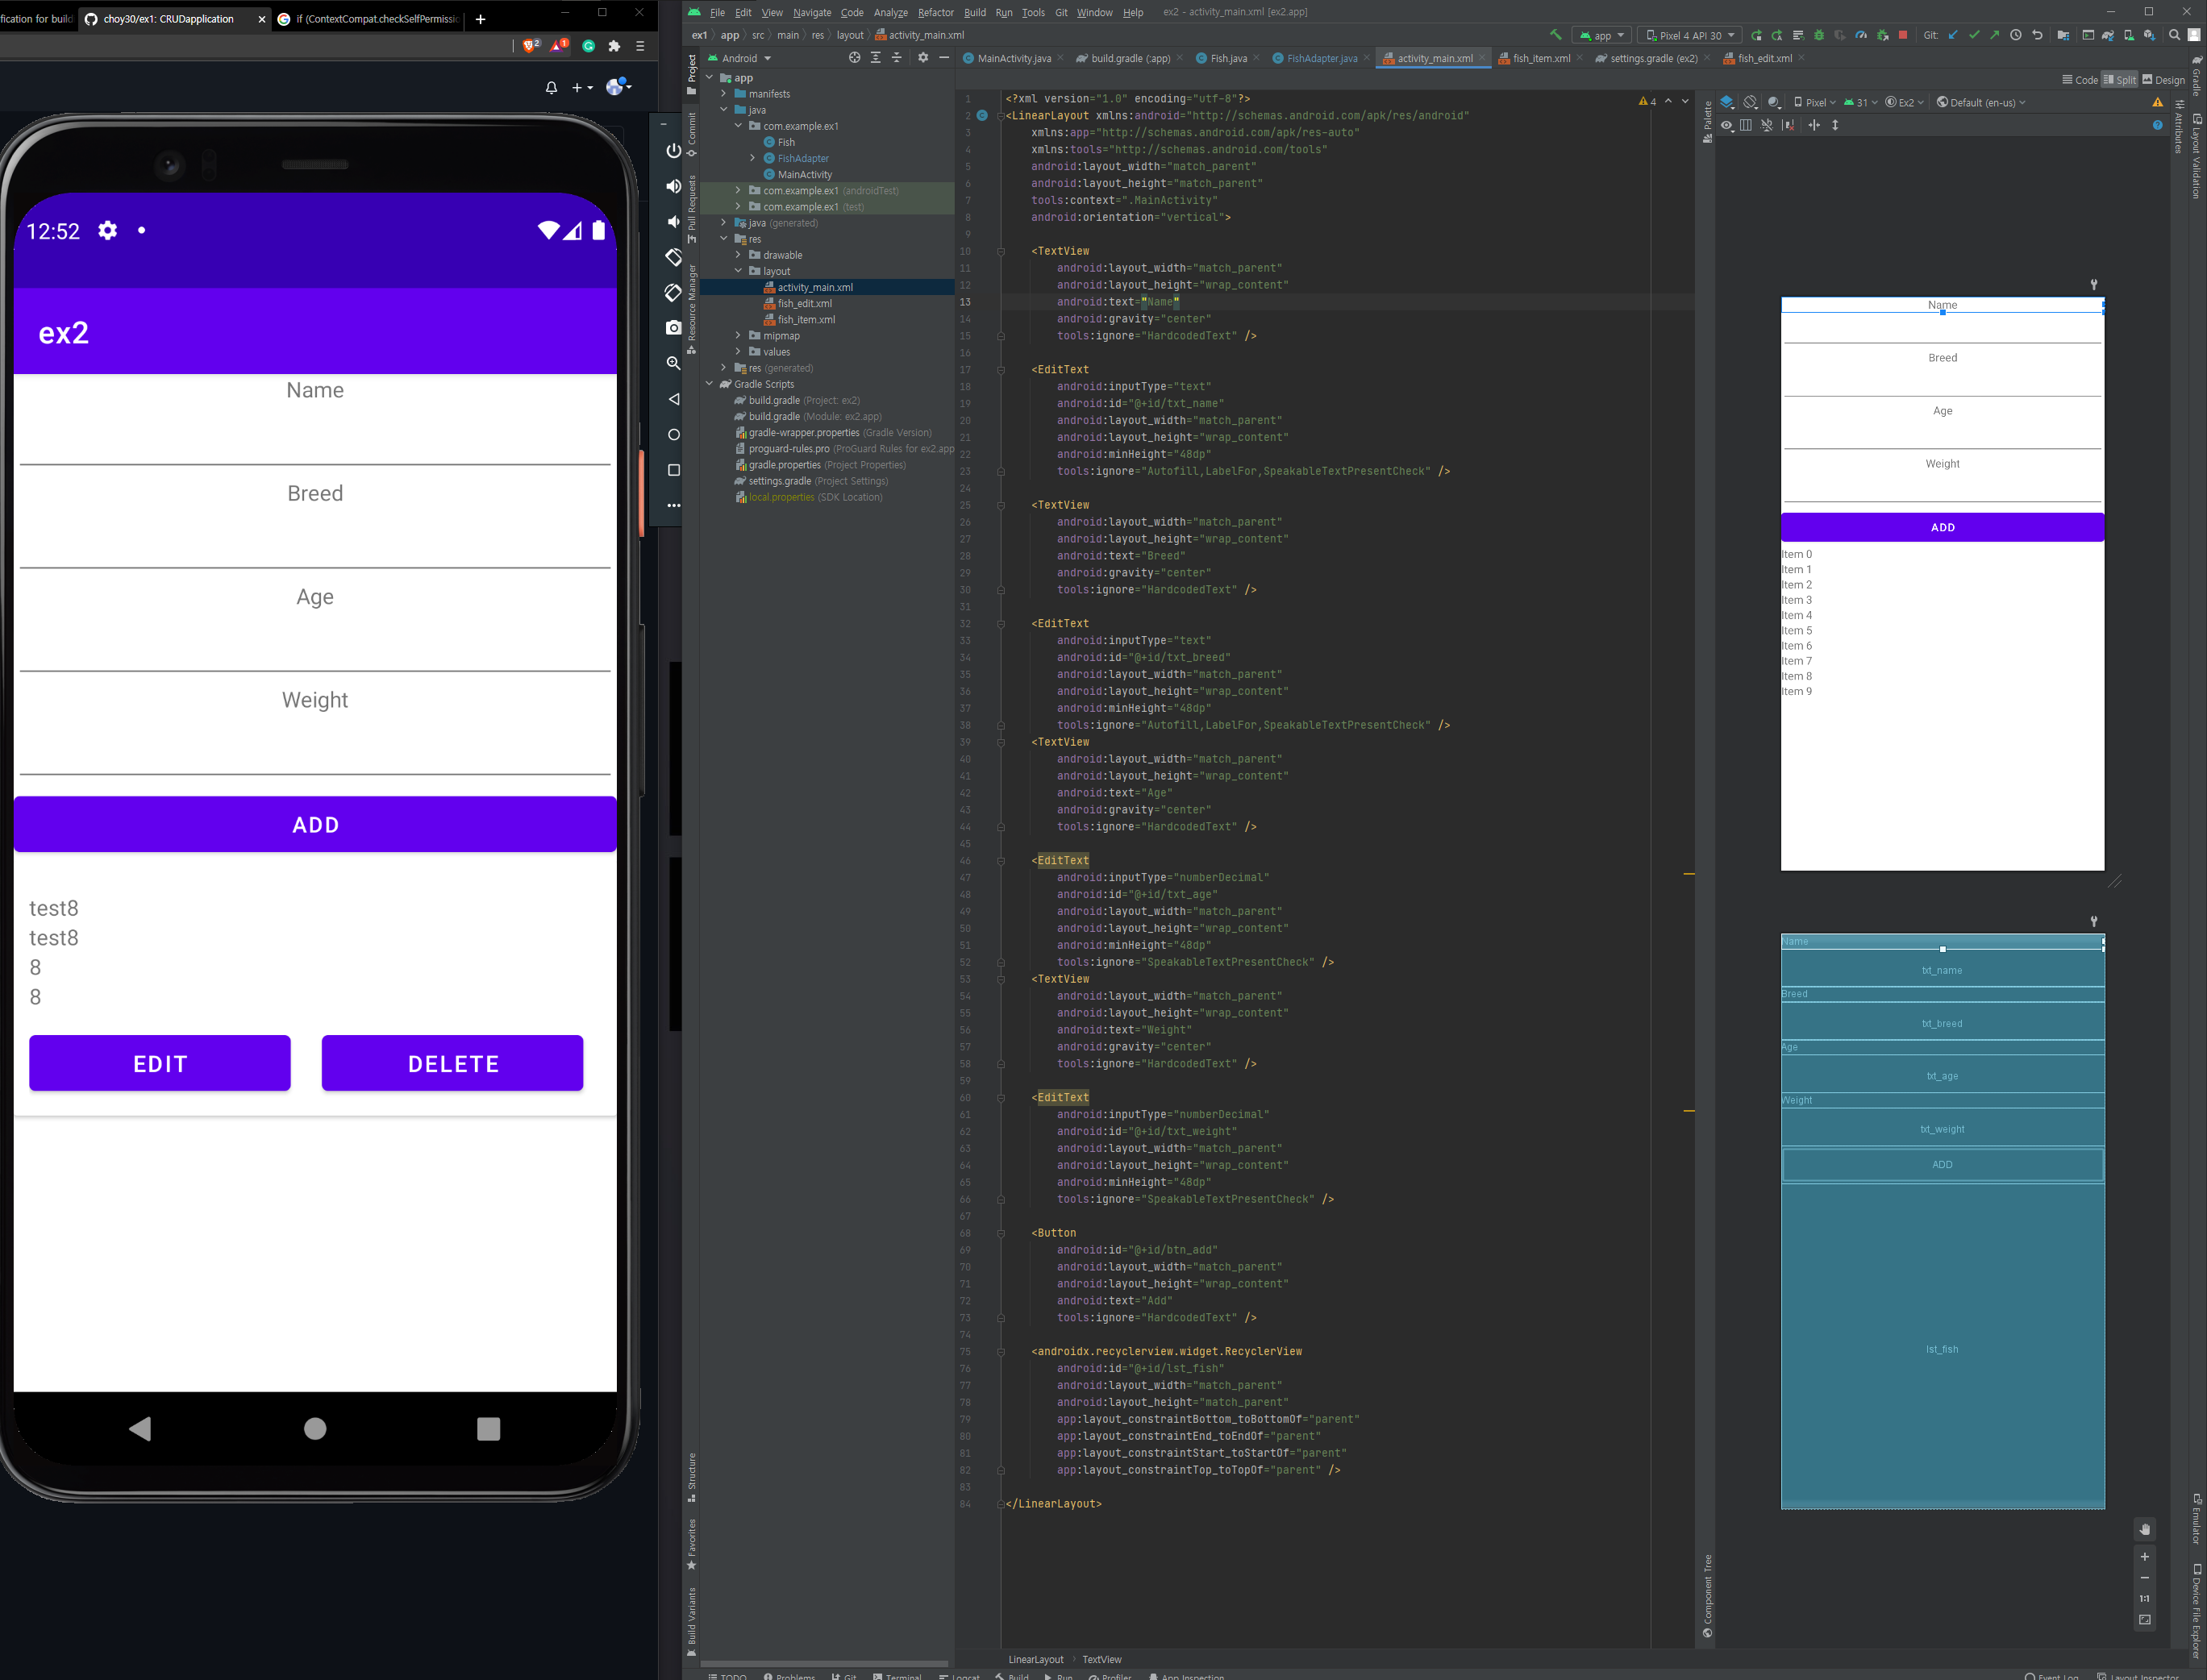 ication for build
choy30/ex1: CRUDapplication
if (ContextCompat.checkSelfPermissio
12:52
ex2
Name
Breed
Age
Weight
ADD
test8
test8
8
8
EDIT
DELETE
File Edit View Navigate Code Analyze Refactor Build Run Tools Git Window Help ex2 - activity_main.xml [ex2.app]
ex1 app src main res layout activity_main.xml
app Pixel 4 API 30 Git:
Android
MainActivity.java build.gradle (:app) Fish.java FishAdapter.java activity_main.xml fish_item.xml settings.gradle (ex2) fish_edit.xml
Code Split Design
Project
Commit
Pull Requests
Resource Manager
Structure
Favorites
Build Variants
app
manifests
java
com.example.ex1
Fish
FishAdapter
MainActivity
com.example.ex1 (androidTest)
com.example.ex1 (test)
java (generated)
res
drawable
layout
activity_main.xml
fish_edit.xml
fish_item.xml
mipmap
values
res (generated)
Gradle Scripts
build.gradle (Project: ex2)
build.gradle (Module: ex2.app)
gradle-wrapper.properties (Gradle Version)
proguard-rules.pro (ProGuard Rules for ex2.app
gradle.properties (Project Properties)
settings.gradle (Project Settings)
local.properties (SDK Location)
4
1 <?xml version="1.0" encoding="utf-8"?>
2 <LinearLayout xmlns:android="http://schemas.android.com/apk/res/android"
3 xmlns:app="http://schemas.android.com/apk/res-auto"
4 xmlns:tools="http://schemas.android.com/tools"
5 android:layout_width="match_parent"
6 android:layout_height="match_parent"
7 tools:context=".MainActivity"
8 android:orientation="vertical">
9
10 <TextView
11 android:layout_width="match_parent"
12 android:layout_height="wrap_content"
13 android:text="Name"
14 android:gravity="center"
15 tools:ignore="HardcodedText" />
16
17 <EditText
18 android:inputType="text"
19 android:id="@+id/txt_name"
20 android:layout_width="match_parent"
21 android:layout_height="wrap_content"
22 android:minHeight="48dp"
23 tools:ignore="Autofill,LabelFor,SpeakableTextPresentCheck" />
24
25 <TextView
26 android:layout_width="match_parent"
27 android:layout_height="wrap_content"
28 android:text="Breed"
29 android:gravity="center"
30 tools:ignore="HardcodedText" />
31
32 <EditText
33 android:inputType="text"
34 android:id="@+id/txt_breed"
35 android:layout_width="match_parent"
36 android:layout_height="wrap_content"
37 android:minHeight="48dp"
38 tools:ignore="Autofill,LabelFor,SpeakableTextPresentCheck" />
39 <TextView
40 android:layout_width="match_parent"
41 android:layout_height="wrap_content"
42 android:text="Age"
43 android:gravity="center"
44 tools:ignore="HardcodedText" />
45
46 <EditText
47 android:inputType="numberDecimal"
48 android:id="@+id/txt_age"
49 android:layout_width="match_parent"
50 android:layout_height="wrap_content"
51 android:minHeight="48dp"
52 tools:ignore="SpeakableTextPresentCheck" />
53 <TextView
54 android:layout_width="match_parent"
55 android:layout_height="wrap_content"
56 android:text="Weight"
57 android:gravity="center"
58 tools:ignore="HardcodedText" />
59
60 <EditText
61 android:inputType="numberDecimal"
62 android:id="@+id/txt_weight"
63 android:layout_width="match_parent"
64 android:layout_height="wrap_content"
65 android:minHeight="48dp"
66 tools:ignore="SpeakableTextPresentCheck" />
67
68 <Button
69 android:id="@+id/btn_add"
70 android:layout_width="match_parent"
71 android:layout_height="wrap_content"
72 android:text="Add"
73 tools:ignore="HardcodedText" />
74
75 <androidx.recyclerview.widget.RecyclerView
76 android:id="@+id/lst_fish"
77 android:layout_width="match_parent"
78 android:layout_height="match_parent"
79 app:layout_constraintBottom_toBottomOf="parent"
80 app:layout_constraintEnd_toEndOf="parent"
81 app:layout_constraintStart_toStartOf="parent"
82 app:layout_constraintTop_toTopOf="parent" />
83
84 </LinearLayout>
LinearLayout TextView
TODO Problems Git Terminal Logcat Build Run Profiler App Inspection
Event Log Layout Inspector
Palette
Component Tree
Pixel 31 Ex2 Default (en-us)
Name
Breed
Age
Weight
ADD
Item 0
Item 1
Item 2
Item 3
Item 4
Item 5
Item 6
Item 7
Item 8
Item 9
Name
txt_name
Breed
txt_breed
Age
txt_age
Weight
txt_weight
ADD
lst_fish
1:1
Attributes
Gradle
Layout Validation
Emulator
Device File Explorer